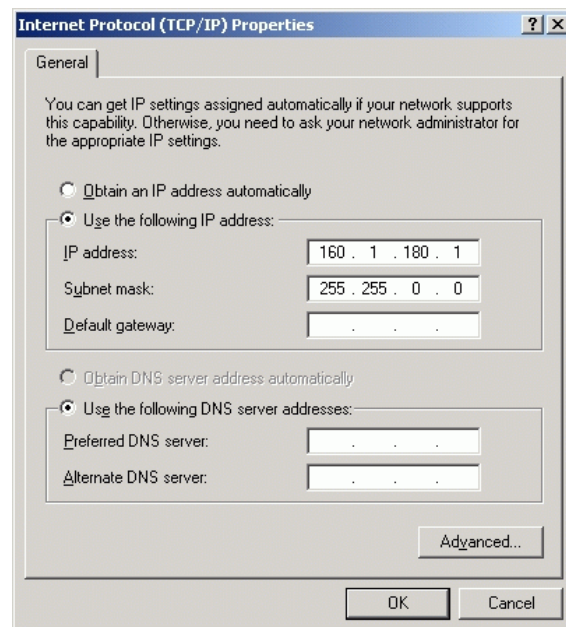 Internet Protocol (TCP/IP) Properties
General
You can get IP settings assigned automatically if your network supports
this capability. Otherwise, you need to ask your network administrator for
the appropriate IP settings.
Obtain an IP address automatically
Use the following IP address:
IP address: 160 . 1 . 180 . 1
Subnet mask: 255 . 255 . 0 . 0
Default gateway: . . .
Obtain DNS server address automatically
Use the following DNS server addresses:
Preferred DNS server: . . .
Alternate DNS server: . . .
Advanced...
OK Cancel